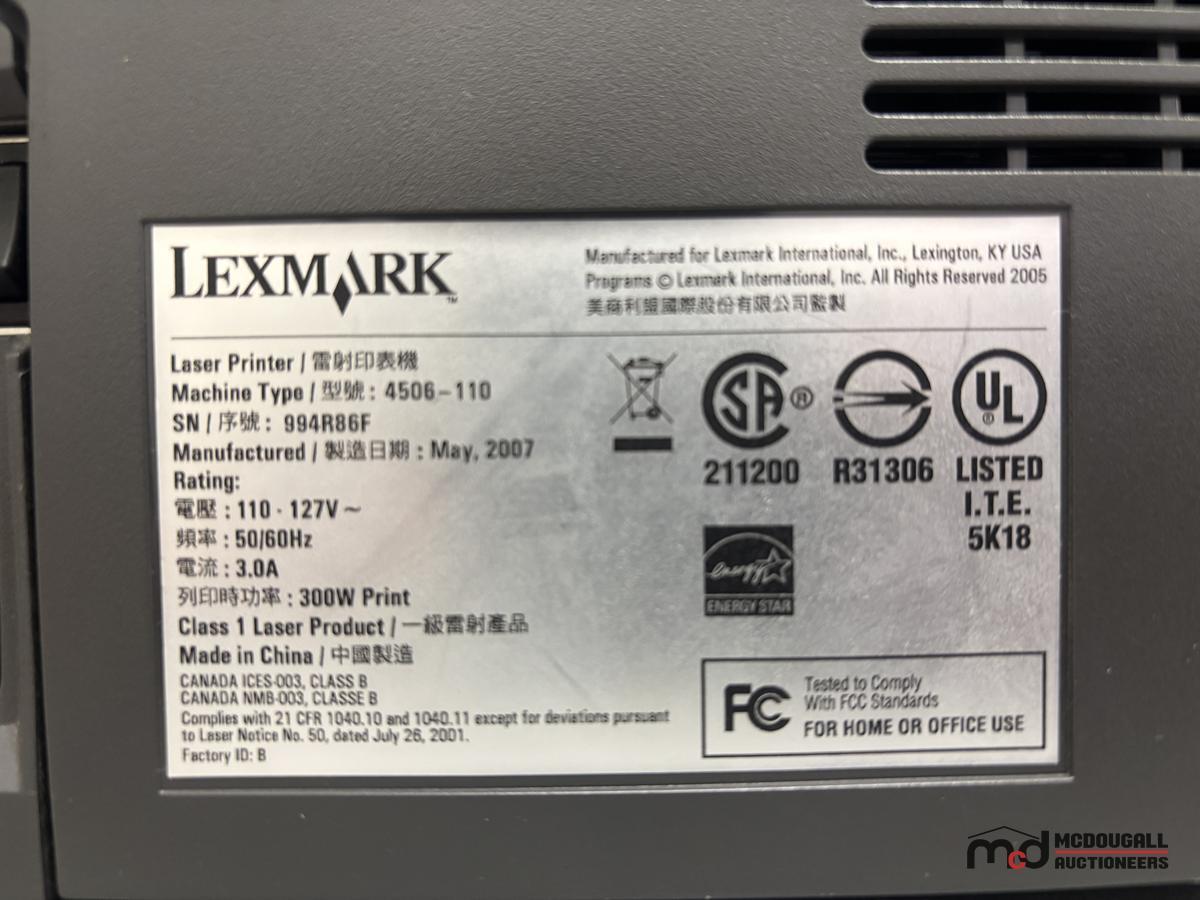 LEXMARK™
Manufactured for Lexmark International, Inc., Lexington, KY USA
Programs © Lexmark International, Inc. All Rights Reserved 2005
美商利盟國際股份有限公司監製
Laser Printer / 雷射印表機
Machine Type / 型號 : 4506-110
SN / 序號 : 994R86F
Manufactured / 製造日期 : May, 2007
Rating:
電壓 : 110 - 127V ~
頻率 : 50/60Hz
電流 : 3.0A
列印時功率 : 300W Print
Class 1 Laser Product / 一級雷射產品
Made in China / 中國製造
CANADA ICES-003, CLASS B
CANADA NMB-003, CLASSE B
Complies with 21 CFR 1040.10 and 1040.11 except for deviations pursuant
to Laser Notice No. 50, dated July 26, 2001.
Factory ID: B
SA ®
211200
R31306
UL ®
LISTED
I.T.E.
5K18
energy
ENERGY STAR
FC
Tested to Comply
With FCC Standards
FOR HOME OR OFFICE USE
mcd MCDOUGALL
AUCTIONEERS